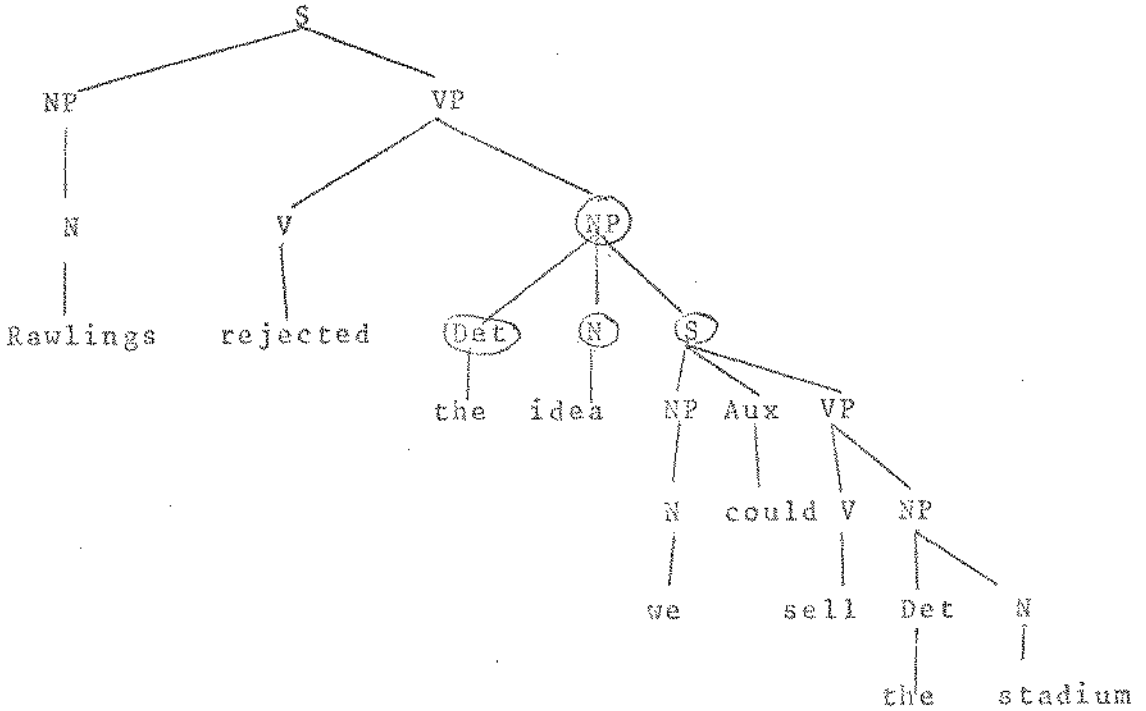 S
NP VP
N V NP
Rawlings rejected Det N S
the idea NP Aux VP
N could V NP
we sell Det N
the stadium